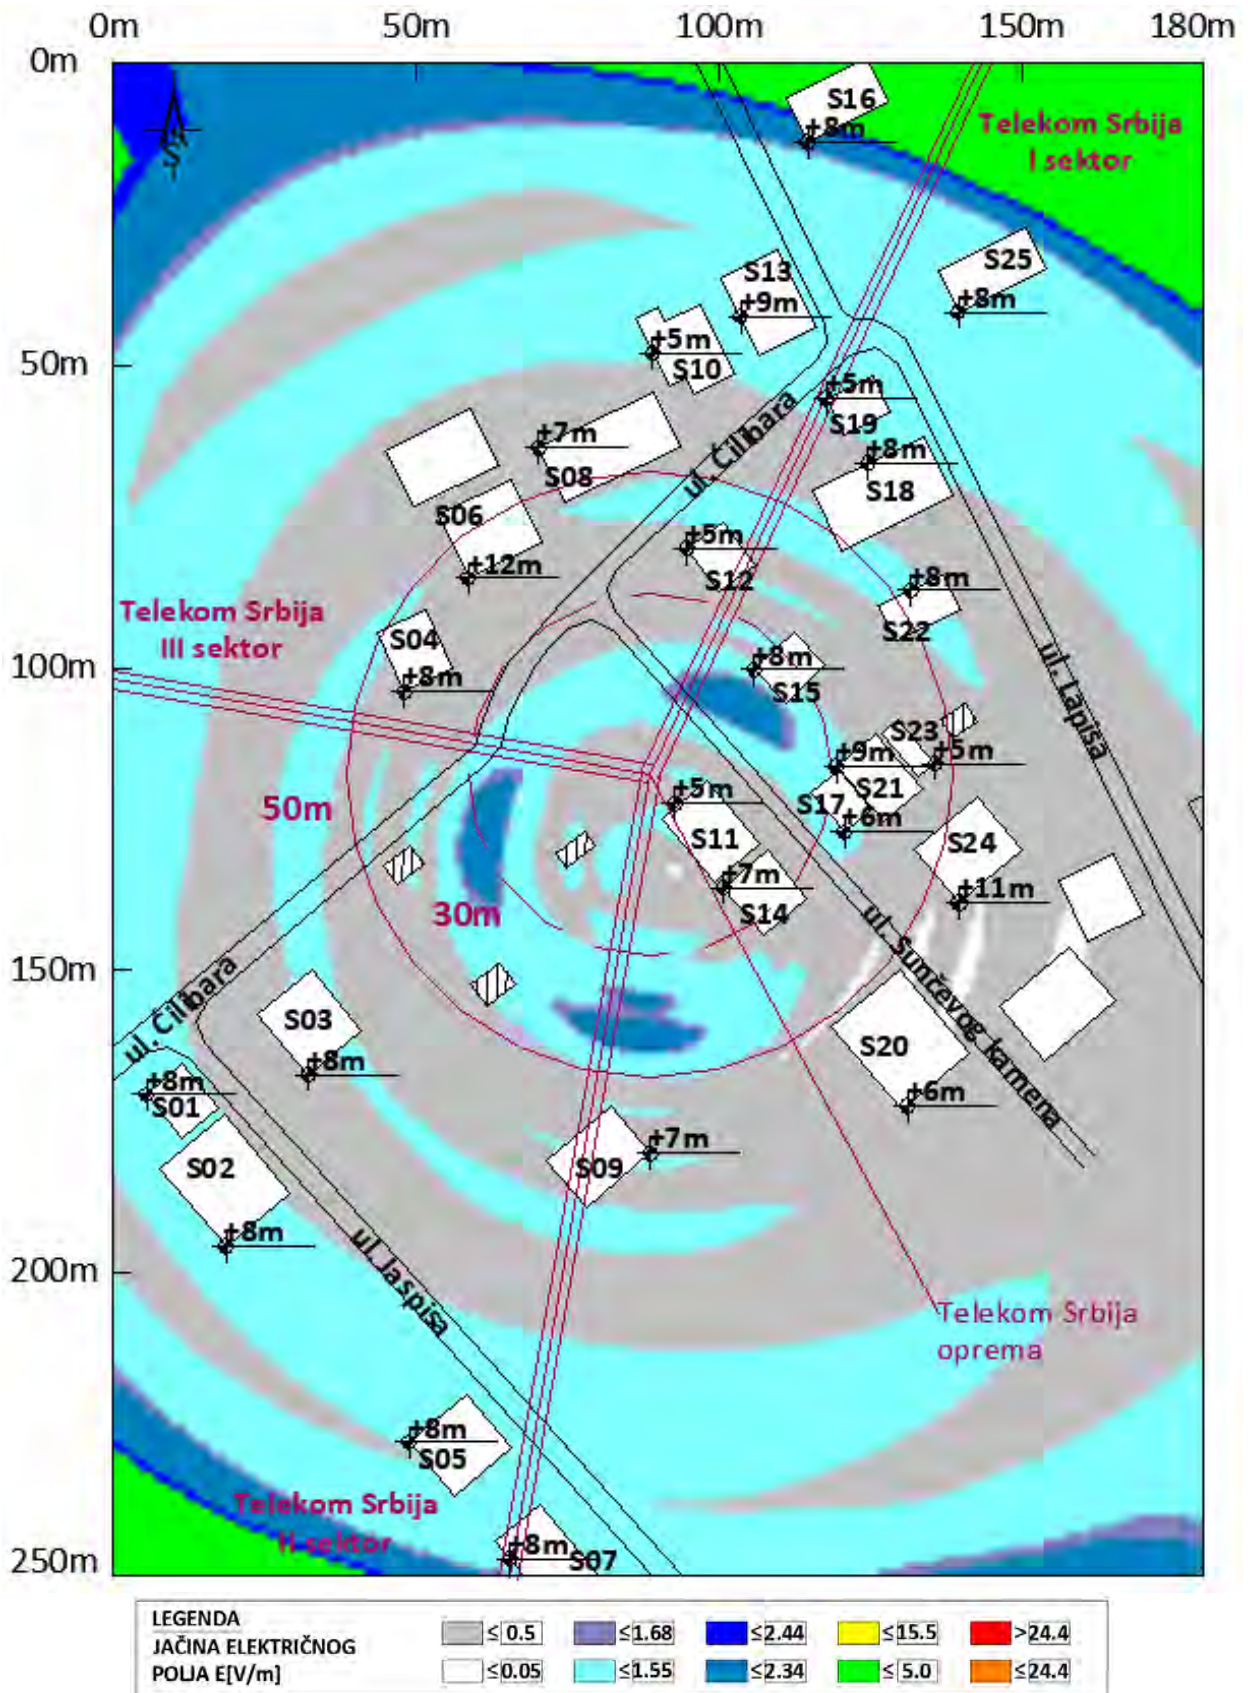 0m 50m 100m 150m 180m
0m
S16
+8m
Telekom Srbija
I sektor
S13
S25
+9m
+8m
+5m
50m
S10
+5m
ul. Ćilibara
S19
+7m
S08
+8m
S18
S06
+5m
+12m
S12
+8m
Telekom Srbija
III sektor
S04
S22
+8m
+8m
100m
S15
ul. Lapisa
S23
+9m
+5m
50m
+5m
S17
S21
+6m
S11
S24
+7m
+11m
30m
S14
ul. Sunčevog kamena
150m
ul. Ćilibara
S03
S20
+8m
+8m
S01
+6m
+7m
S02
S09
+8m
ul. Jaspisa
200m
Telekom Srbija
oprema
+8m
S05
Telekom Srbija
II sektor
250m
+8m
S07
LEGENDA
JAČINA ELEKTRIČNOG
POLJA E[V/m]
≤ 0.5 ≤ 1.68 ≤ 2.44 ≤ 15.5 > 24.4
≤ 0.05 ≤ 1.55 ≤ 2.34 ≤ 5.0 ≤ 24.4